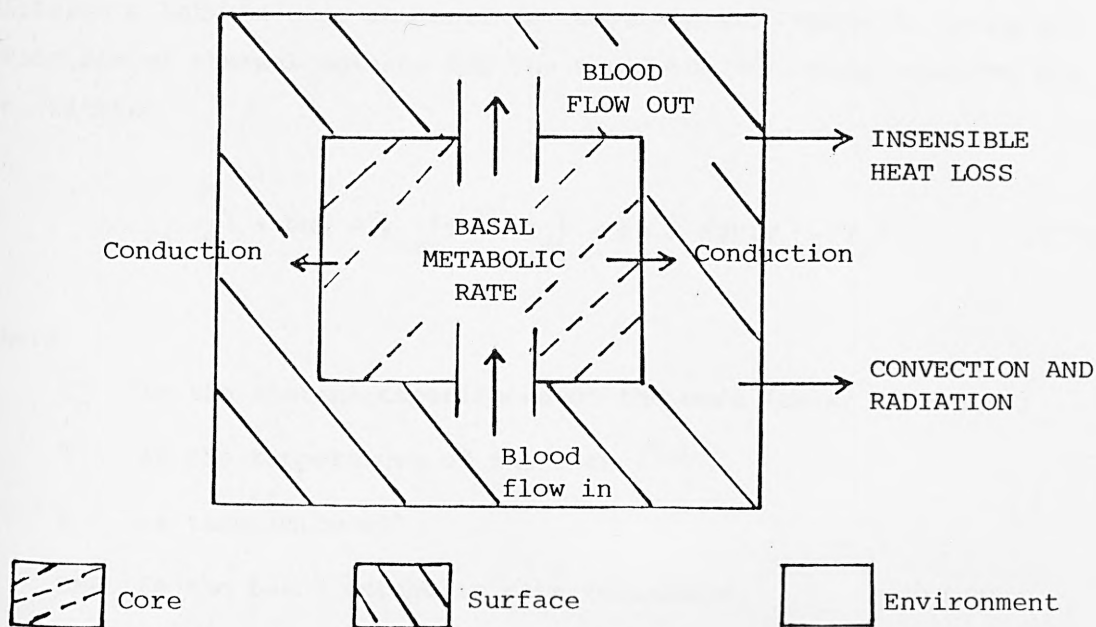 BLOOD
FLOW OUT
INSENSIBLE
HEAT LOSS
Conduction
BASAL
METABOLIC
RATE
Conduction
CONVECTION AND
RADIATION
Blood
flow in
Core
Surface
Environment